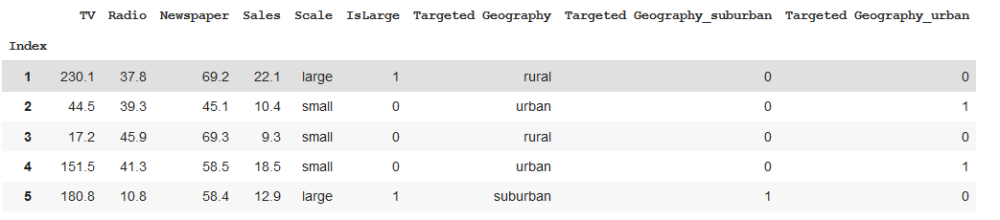 TV Radio Newspaper Sales Scale IsLarge Targeted Geography Targeted Geography_suburban Targeted Geography_urban
Index
1 230.1 37.8 69.2 22.1 large 1 rural 0 0
2 44.5 39.3 45.1 10.4 small 0 urban 0 1
3 17.2 45.9 69.3 9.3 small 0 rural 0 0
4 151.5 41.3 58.5 18.5 small 0 urban 0 1
5 180.8 10.8 58.4 12.9 large 1 suburban 1 0